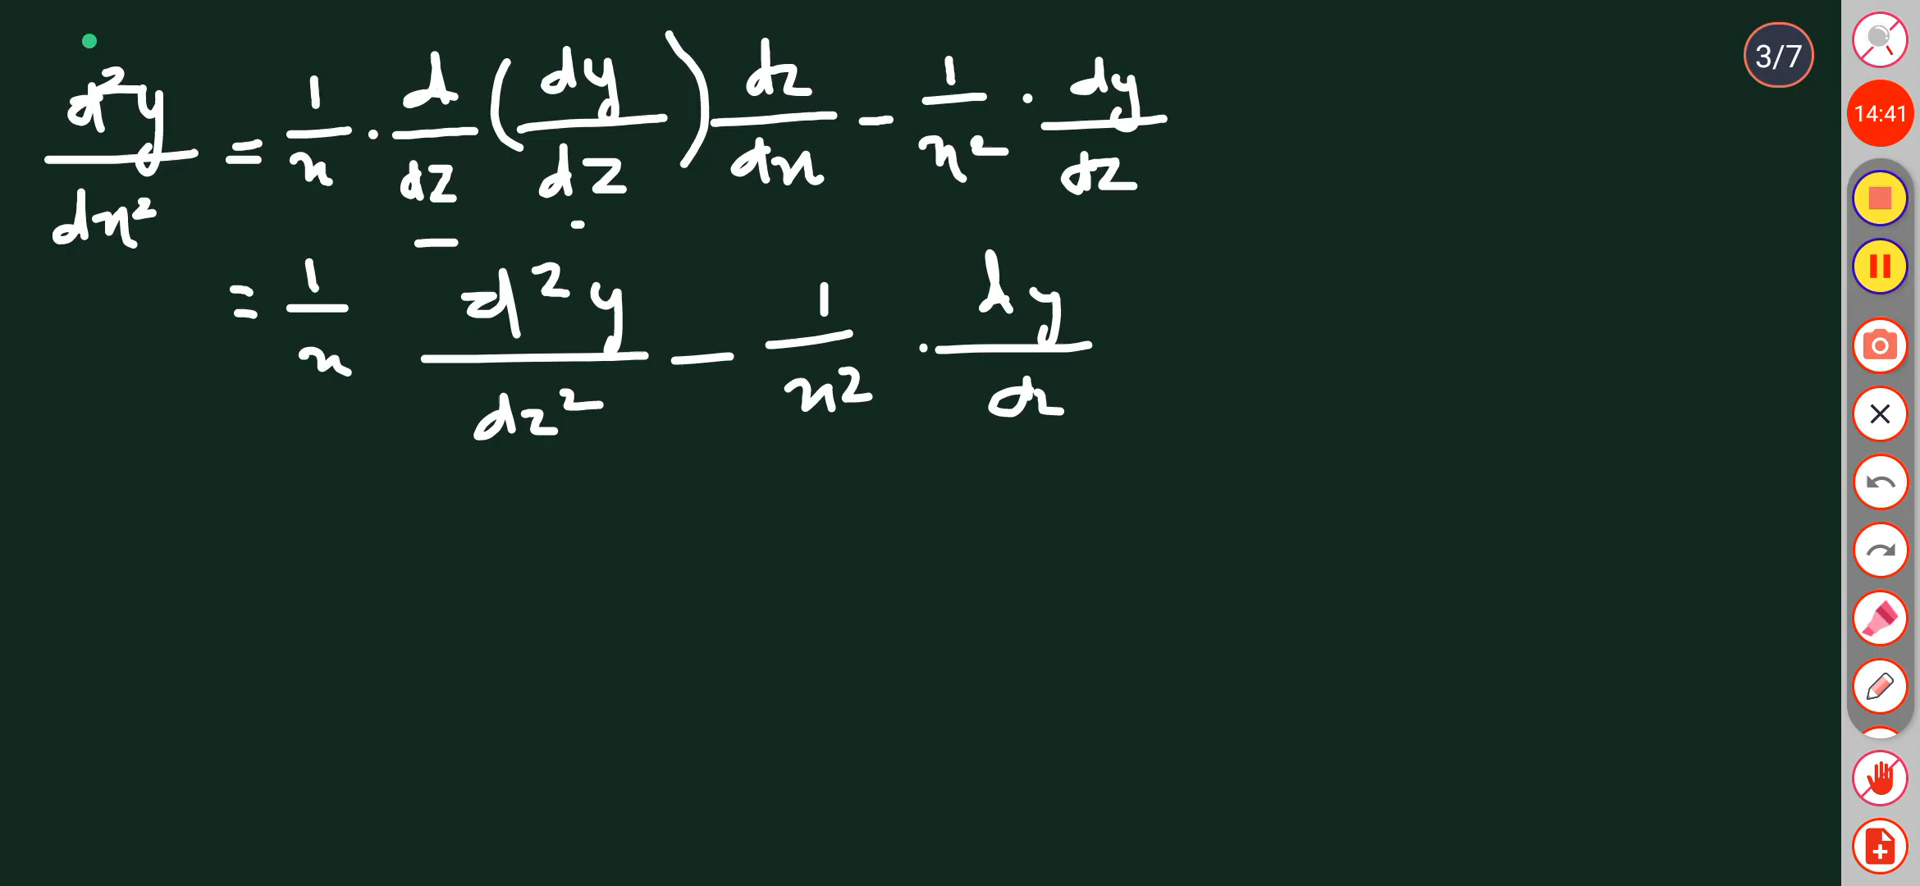 3/7
14:41
d²y/dx² = 1/x · d/dz (dy/dz) dz/dx − 1/x² · dy/dz
= 1/x d²y/dz² − 1/x² · dy/dz